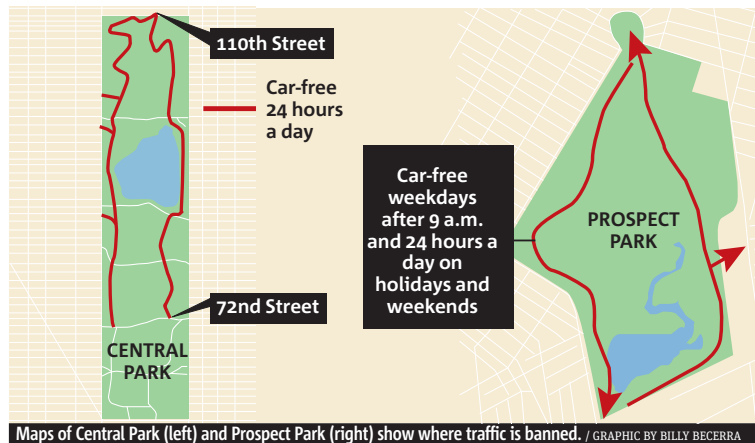 110th Street
Car-free
24 hours
a day
72nd Street
CENTRAL
PARK
Car-free
weekdays
after 9 a.m.
and 24 hours a
day on
holidays and
weekends
PROSPECT
PARK
Maps of Central Park (left) and Prospect Park (right) show where traffic is banned. / GRAPHIC BY BILLY BECERRA